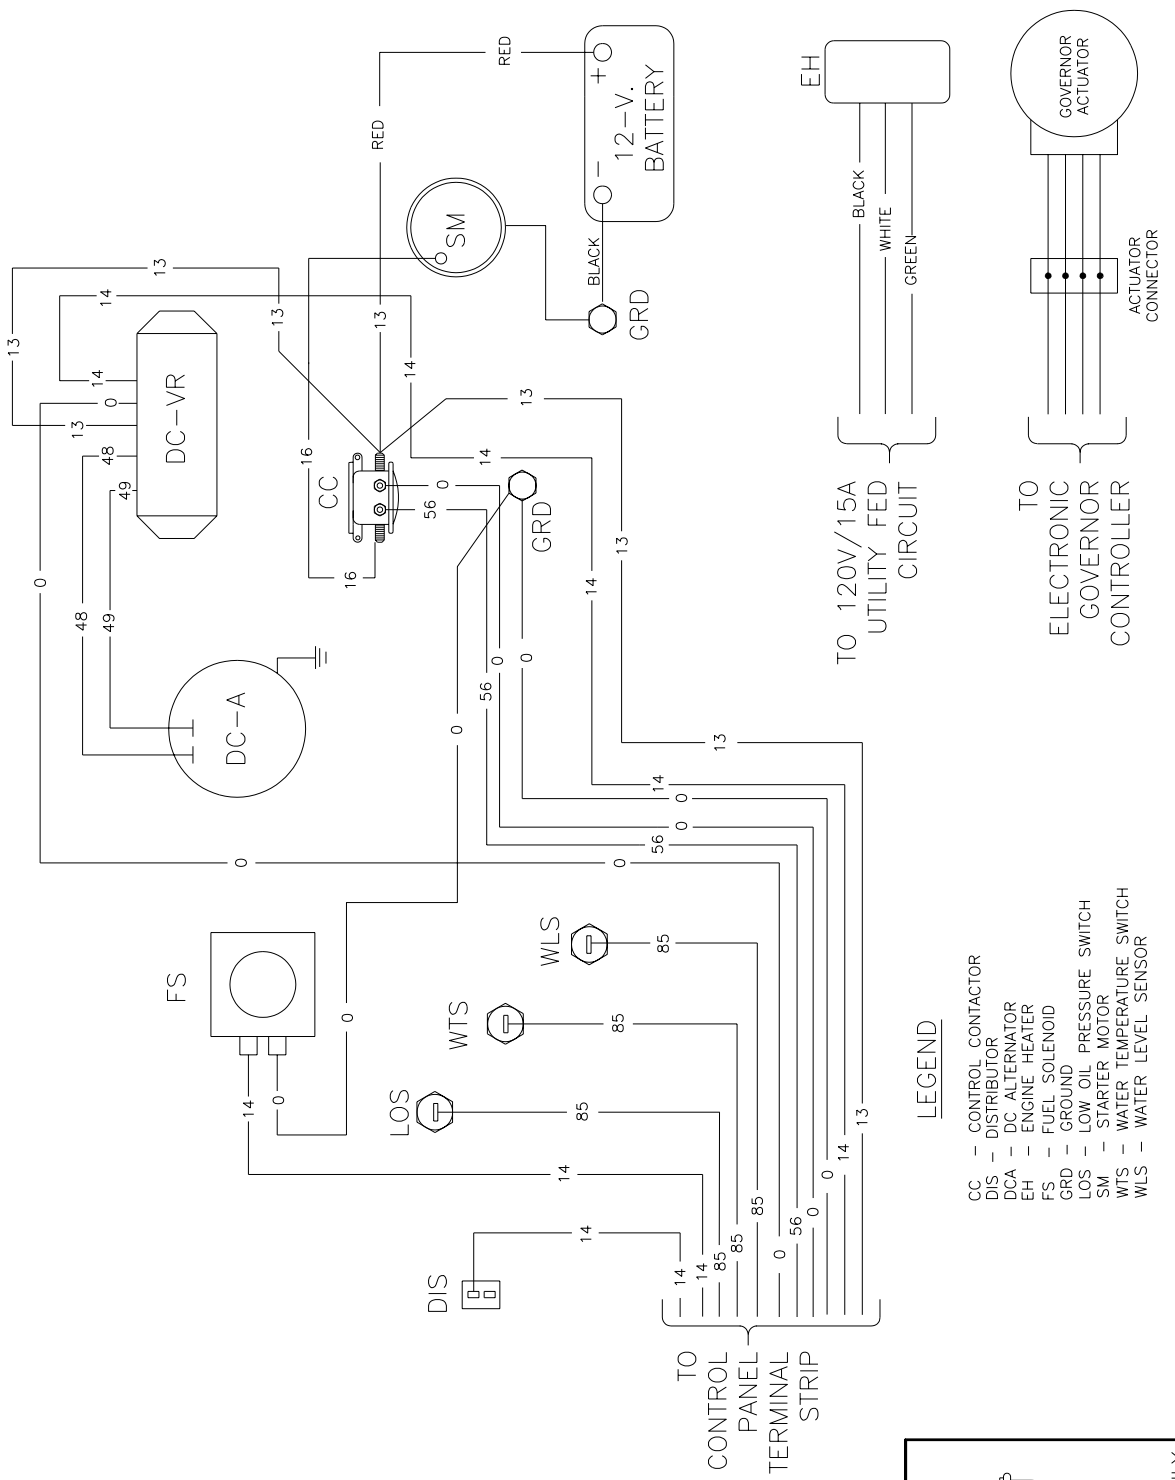 13
0
48
49
49
48
13
0
14
14
13
DC-A
DC-VR
FS
14
0
0
0
13
CC
16
16
13
RED
LOS
WTS
WLS
DIS
56
0
14
SM
RED
0
GRD
14
13
BLACK
GRD
12-V.
BATTERY
+
-
14
14
85
85
85
0
56
0
0
14
13
56
0
0
14
13
14
14
85
85
85
0
56
0
0
14
13
TO
CONTROL
PANEL
TERMINAL
STRIP
TO 120V/15A
UTILITY FED
CIRCUIT
BLACK
WHITE
GREEN
EH
TO
ELECTRONIC
GOVERNOR
CONTROLLER
ACTUATOR
CONNECTOR
GOVERNOR
ACTUATOR
LEGEND
CC - CONTROL CONTACTOR
DIS - DISTRIBUTOR
DCA - DC ALTERNATOR
EH - ENGINE HEATER
FS - FUEL SOLENOID
GRD - GROUND
LOS - LOW OIL PRESSURE SWITCH
SM - STARTER MOTOR
WTS - WATER TEMPERATURE SWITCH
WLS - WATER LEVEL SENSOR